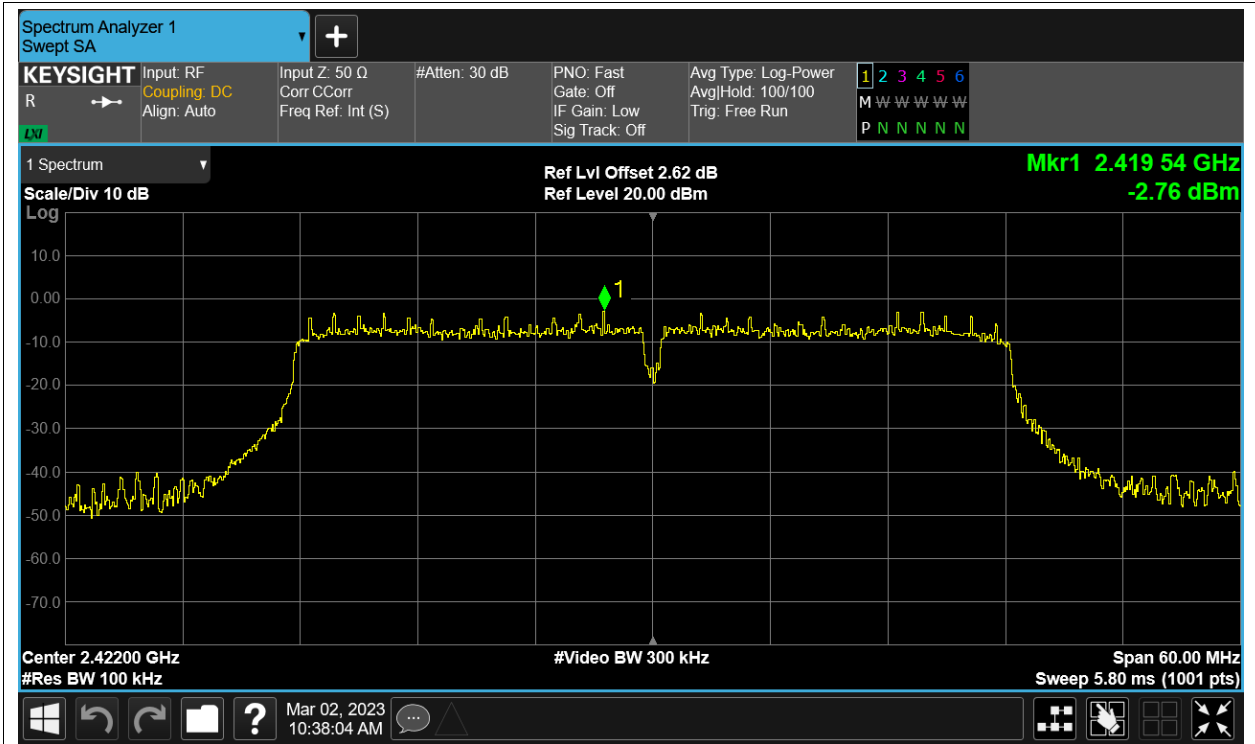 Spectrum Analyzer 1
Swept SA
+
KEYSIGHT Input: RF Input Z: 50 Ω #Atten: 30 dB PNO: Fast Avg Type: Log-Power 1 2 3 4 5 6
R Coupling: DC Corr CCorr Gate: Off Avg|Hold: 100/100 M W W W W W
Align: Auto Freq Ref: Int (S) IF Gain: Low Trig: Free Run
LXI Sig Track: Off P N N N N N
1 Spectrum Ref Lvl Offset 2.62 dB Mkr1 2.419 54 GHz
Scale/Div 10 dB Ref Level 20.00 dBm -2.76 dBm
Log
10.0
0.00
1
-10.0
-20.0
-30.0
-40.0
-50.0
-60.0
-70.0
Center 2.42200 GHz #Video BW 300 kHz Span 60.00 MHz
#Res BW 100 kHz Sweep 5.80 ms (1001 pts)
? Mar 02, 2023
10:38:04 AM